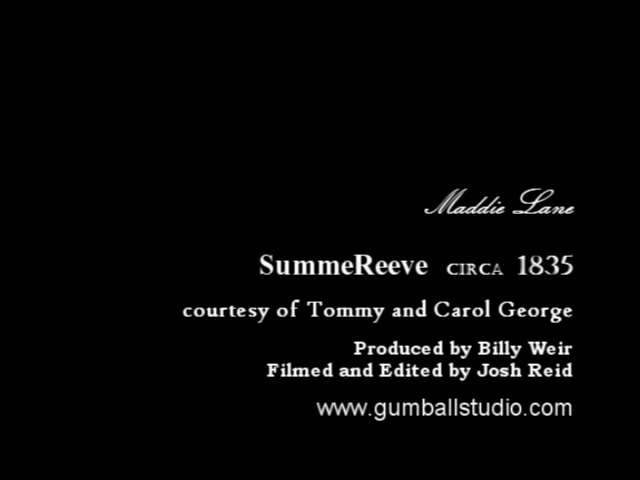 Maddie Lane
SummeReeve CIRCA 1835
courtesy of Tommy and Carol George
Produced by Billy Weir
Filmed and Edited by Josh Reid
www.gumballstudio.com